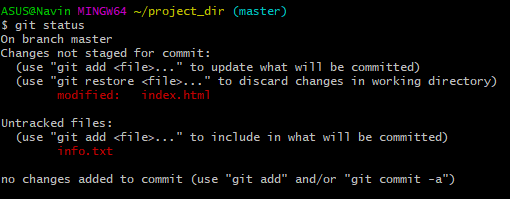 ASUS@Navin MINGW64 ~/project_dir (master)
$ git status
On branch master
Changes not staged for commit:
  (use "git add <file>..." to update what will be committed)
  (use "git restore <file>..." to discard changes in working directory)
        modified:   index.html

Untracked files:
  (use "git add <file>..." to include in what will be committed)
        info.txt

no changes added to commit (use "git add" and/or "git commit -a")